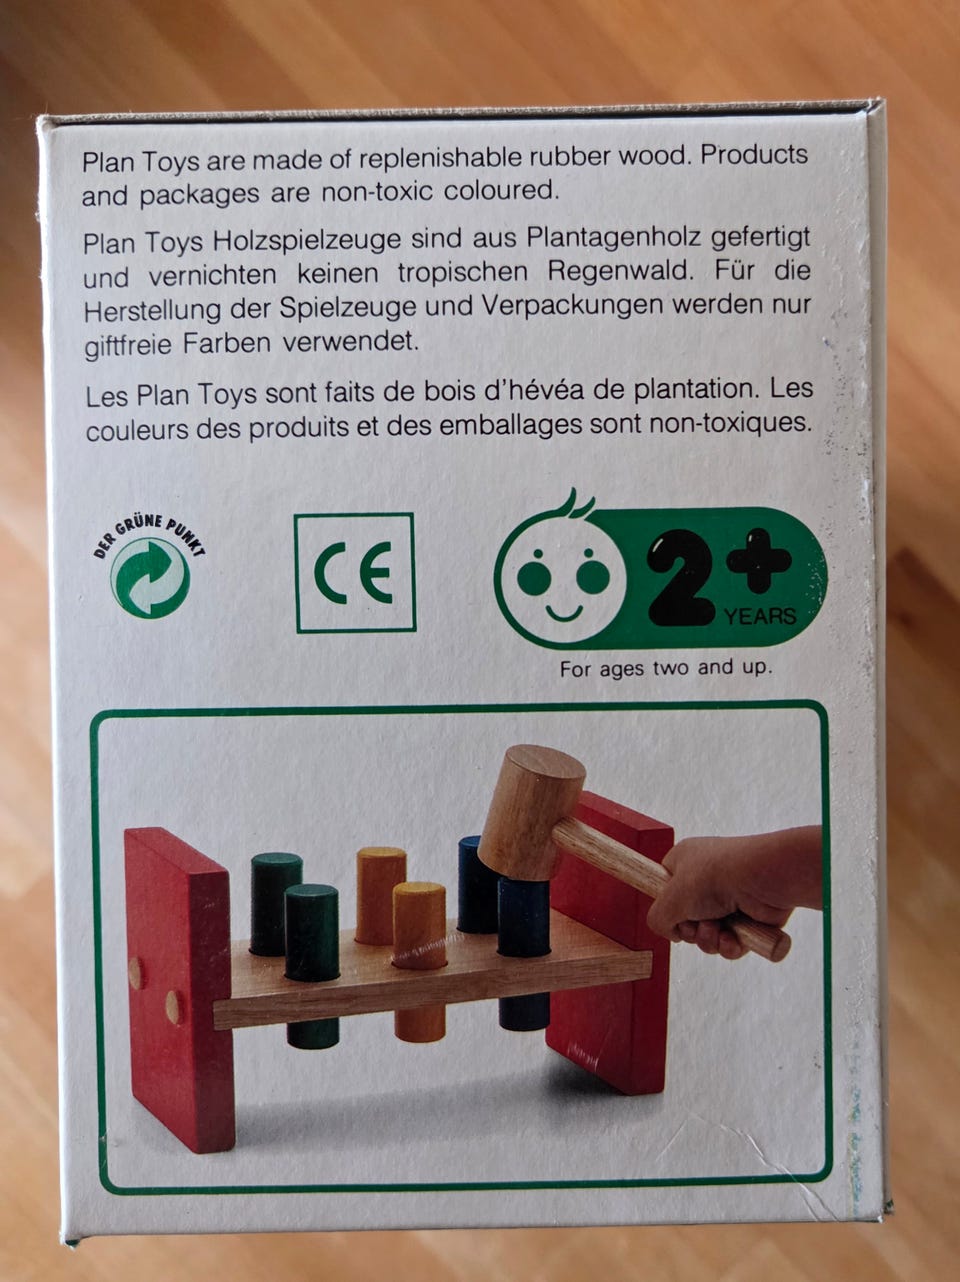 Plan Toys are made of replenishable rubber wood. Products
and packages are non-toxic coloured.
Plan Toys Holzspielzeuge sind aus Plantagenholz gefertigt
und vernichten keinen tropischen Regenwald. Für die
Herstellung der Spielzeuge und Verpackungen werden nur
giftfreie Farben verwendet.
Les Plan Toys sont faits de bois d'hévéa de plantation. Les
couleurs des produits et des emballages sont non-toxiques.
DER GRÜNE PUNKT
CE
2+
YEARS
For ages two and up.